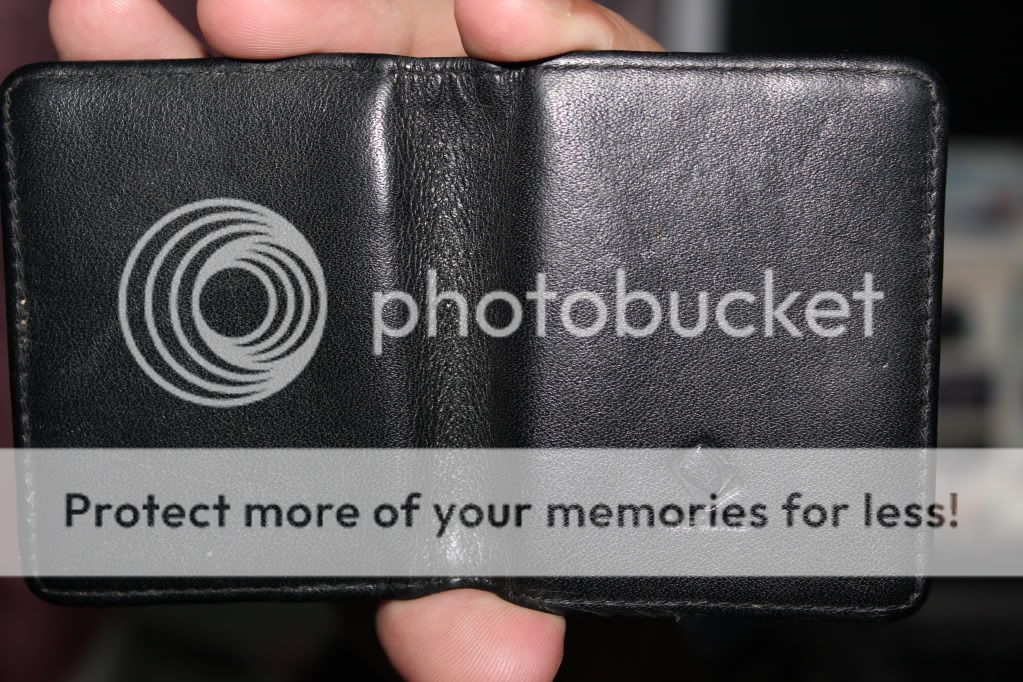 photobucket
Protect more of your memories for less!